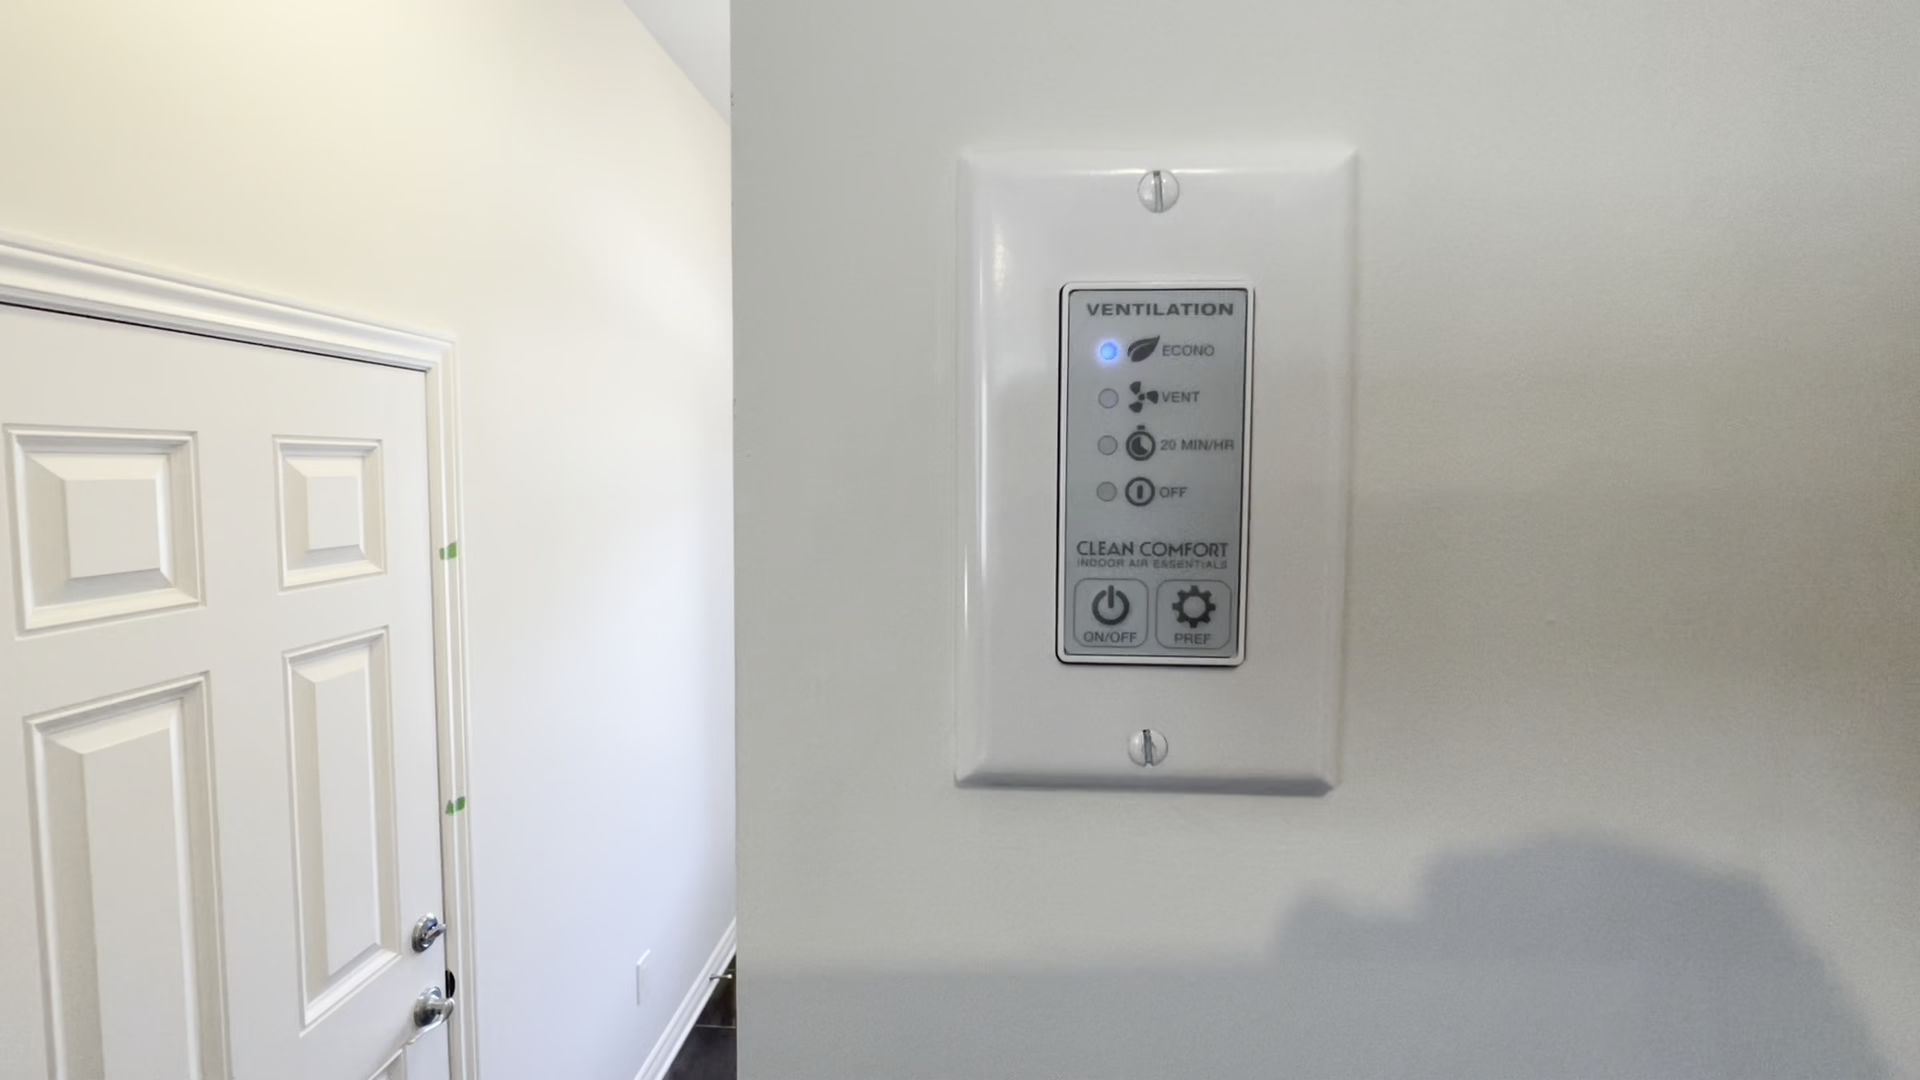 VENTILATION
ECONO
VENT
20 MIN/HR
OFF
CLEAN COMFORT
INDOOR AIR ESSENTIALS
ON/OFF PREF